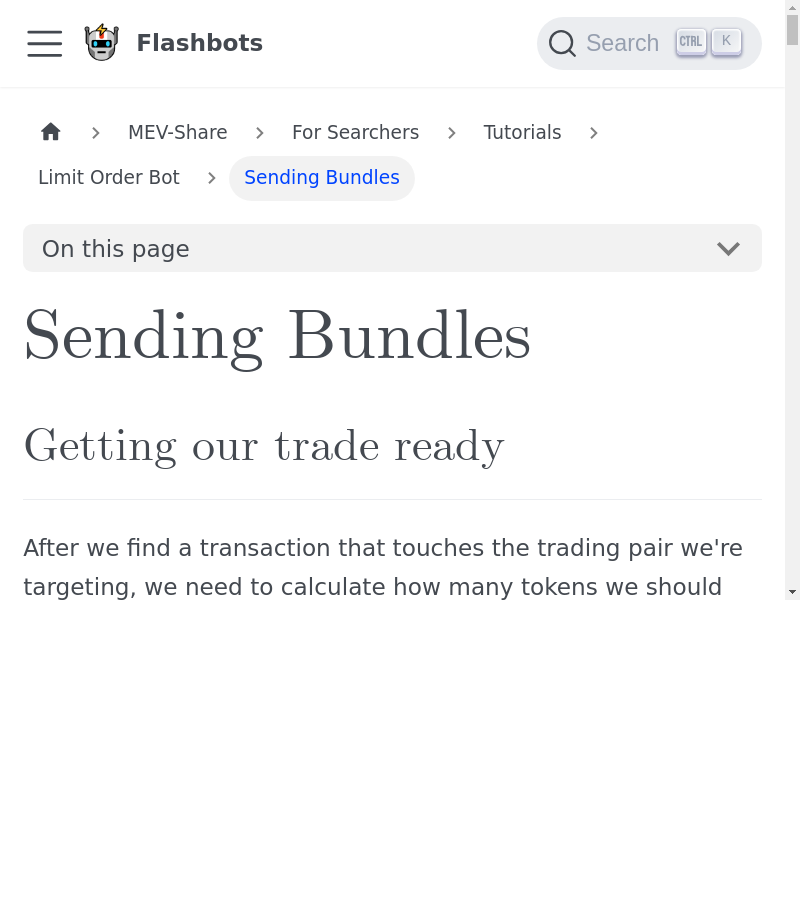 Flashbots
Search CTRL K
MEV-Share For Searchers Tutorials
Limit Order Bot Sending Bundles
On this page
Sending Bundles
Getting our trade ready
After we find a transaction that touches the trading pair we're
targeting, we need to calculate how many tokens we should